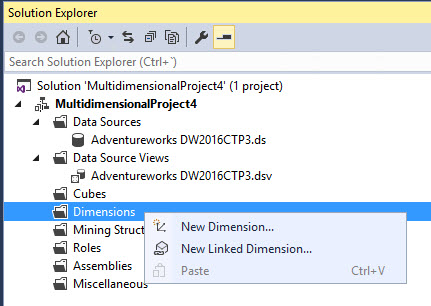 Solution Explorer
Search Solution Explorer (Ctrl+`)
Solution 'MultidimensionalProject4' (1 project)
MultidimensionalProject4
Data Sources
Adventureworks DW2016CTP3.ds
Data Source Views
Adventureworks DW2016CTP3.dsv
Cubes
Dimensions
Mining Struct
Roles
Assemblies
Miscellaneous
New Dimension...
New Linked Dimension...
Paste Ctrl+V